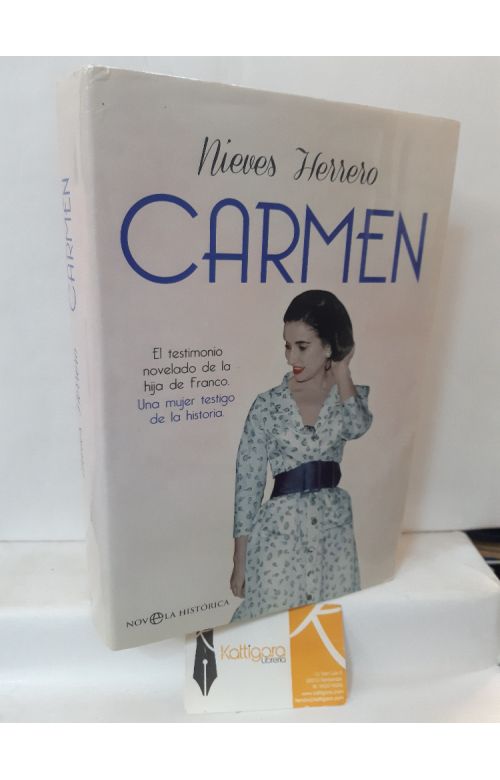 Nieves Herrero
CARMEN
El testimonio
novelado de la
hija de Franco.
Una mujer testigo
de la historia.
NOVELA HISTÓRICA
CARMEN
Herrero
Kattigara
Librería